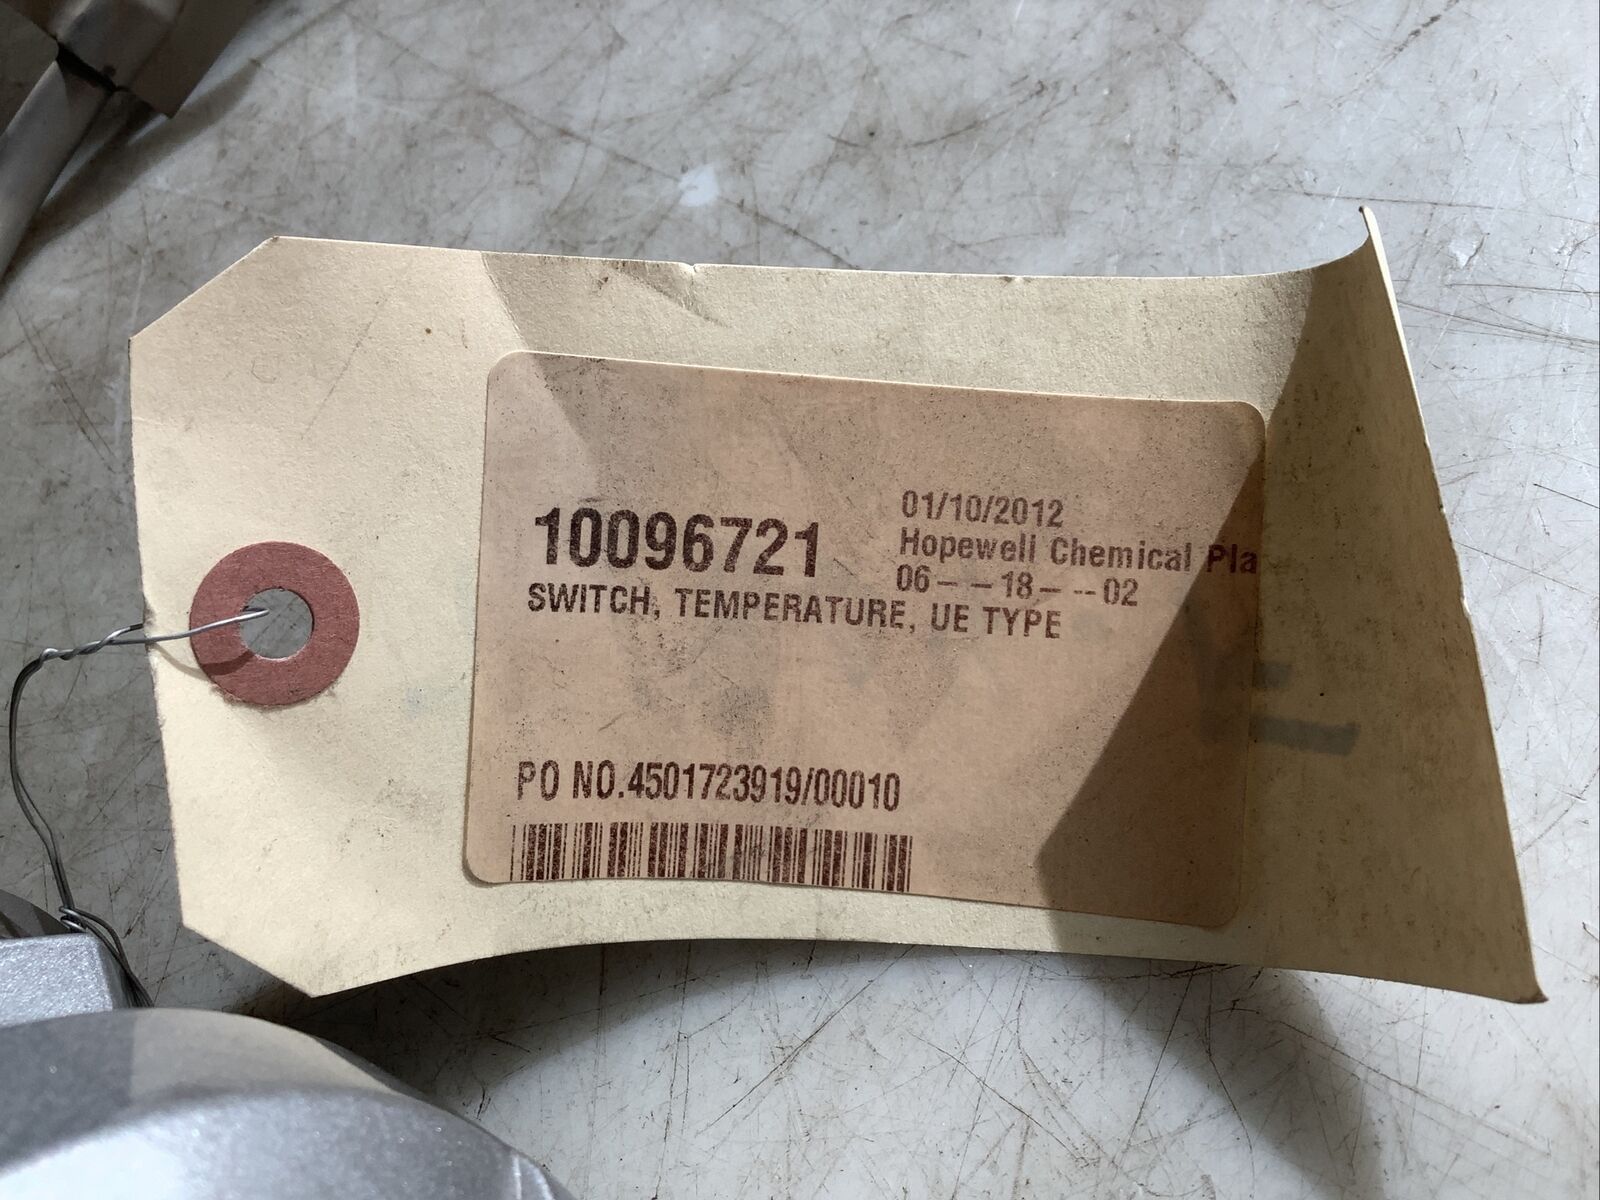 10096721
SWITCH, TEMPERATURE, UE TYPE
01/10/2012
Hopewell Chemical Pla
06- -18- --02
PO NO.4501723919/00010